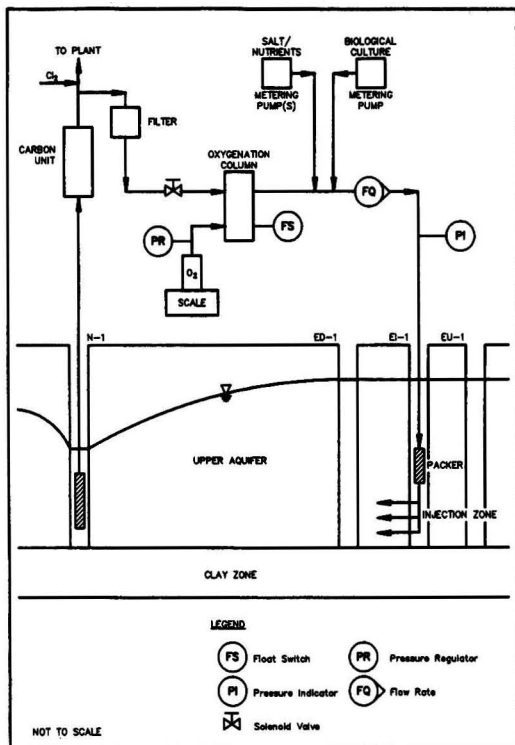 TO PLANT
Cl2
CARBON
UNIT
FILTER
SALT/
NUTRIENTS
METERING
PUMP(S)
BIOLOGICAL
CULTURE
METERING
PUMP
OXYGENATION
COLUMN
FQ
PR
FS
PI
O2
SCALE
N-1
ED-1
EI-1
EU-1
UPPER AQUIFER
PACKER
INJECTION ZONE
CLAY ZONE
LEGEND
FS Float Switch
PR Pressure Regulator
PI Pressure Indicator
FQ Flow Rate
Solenoid Valve
NOT TO SCALE